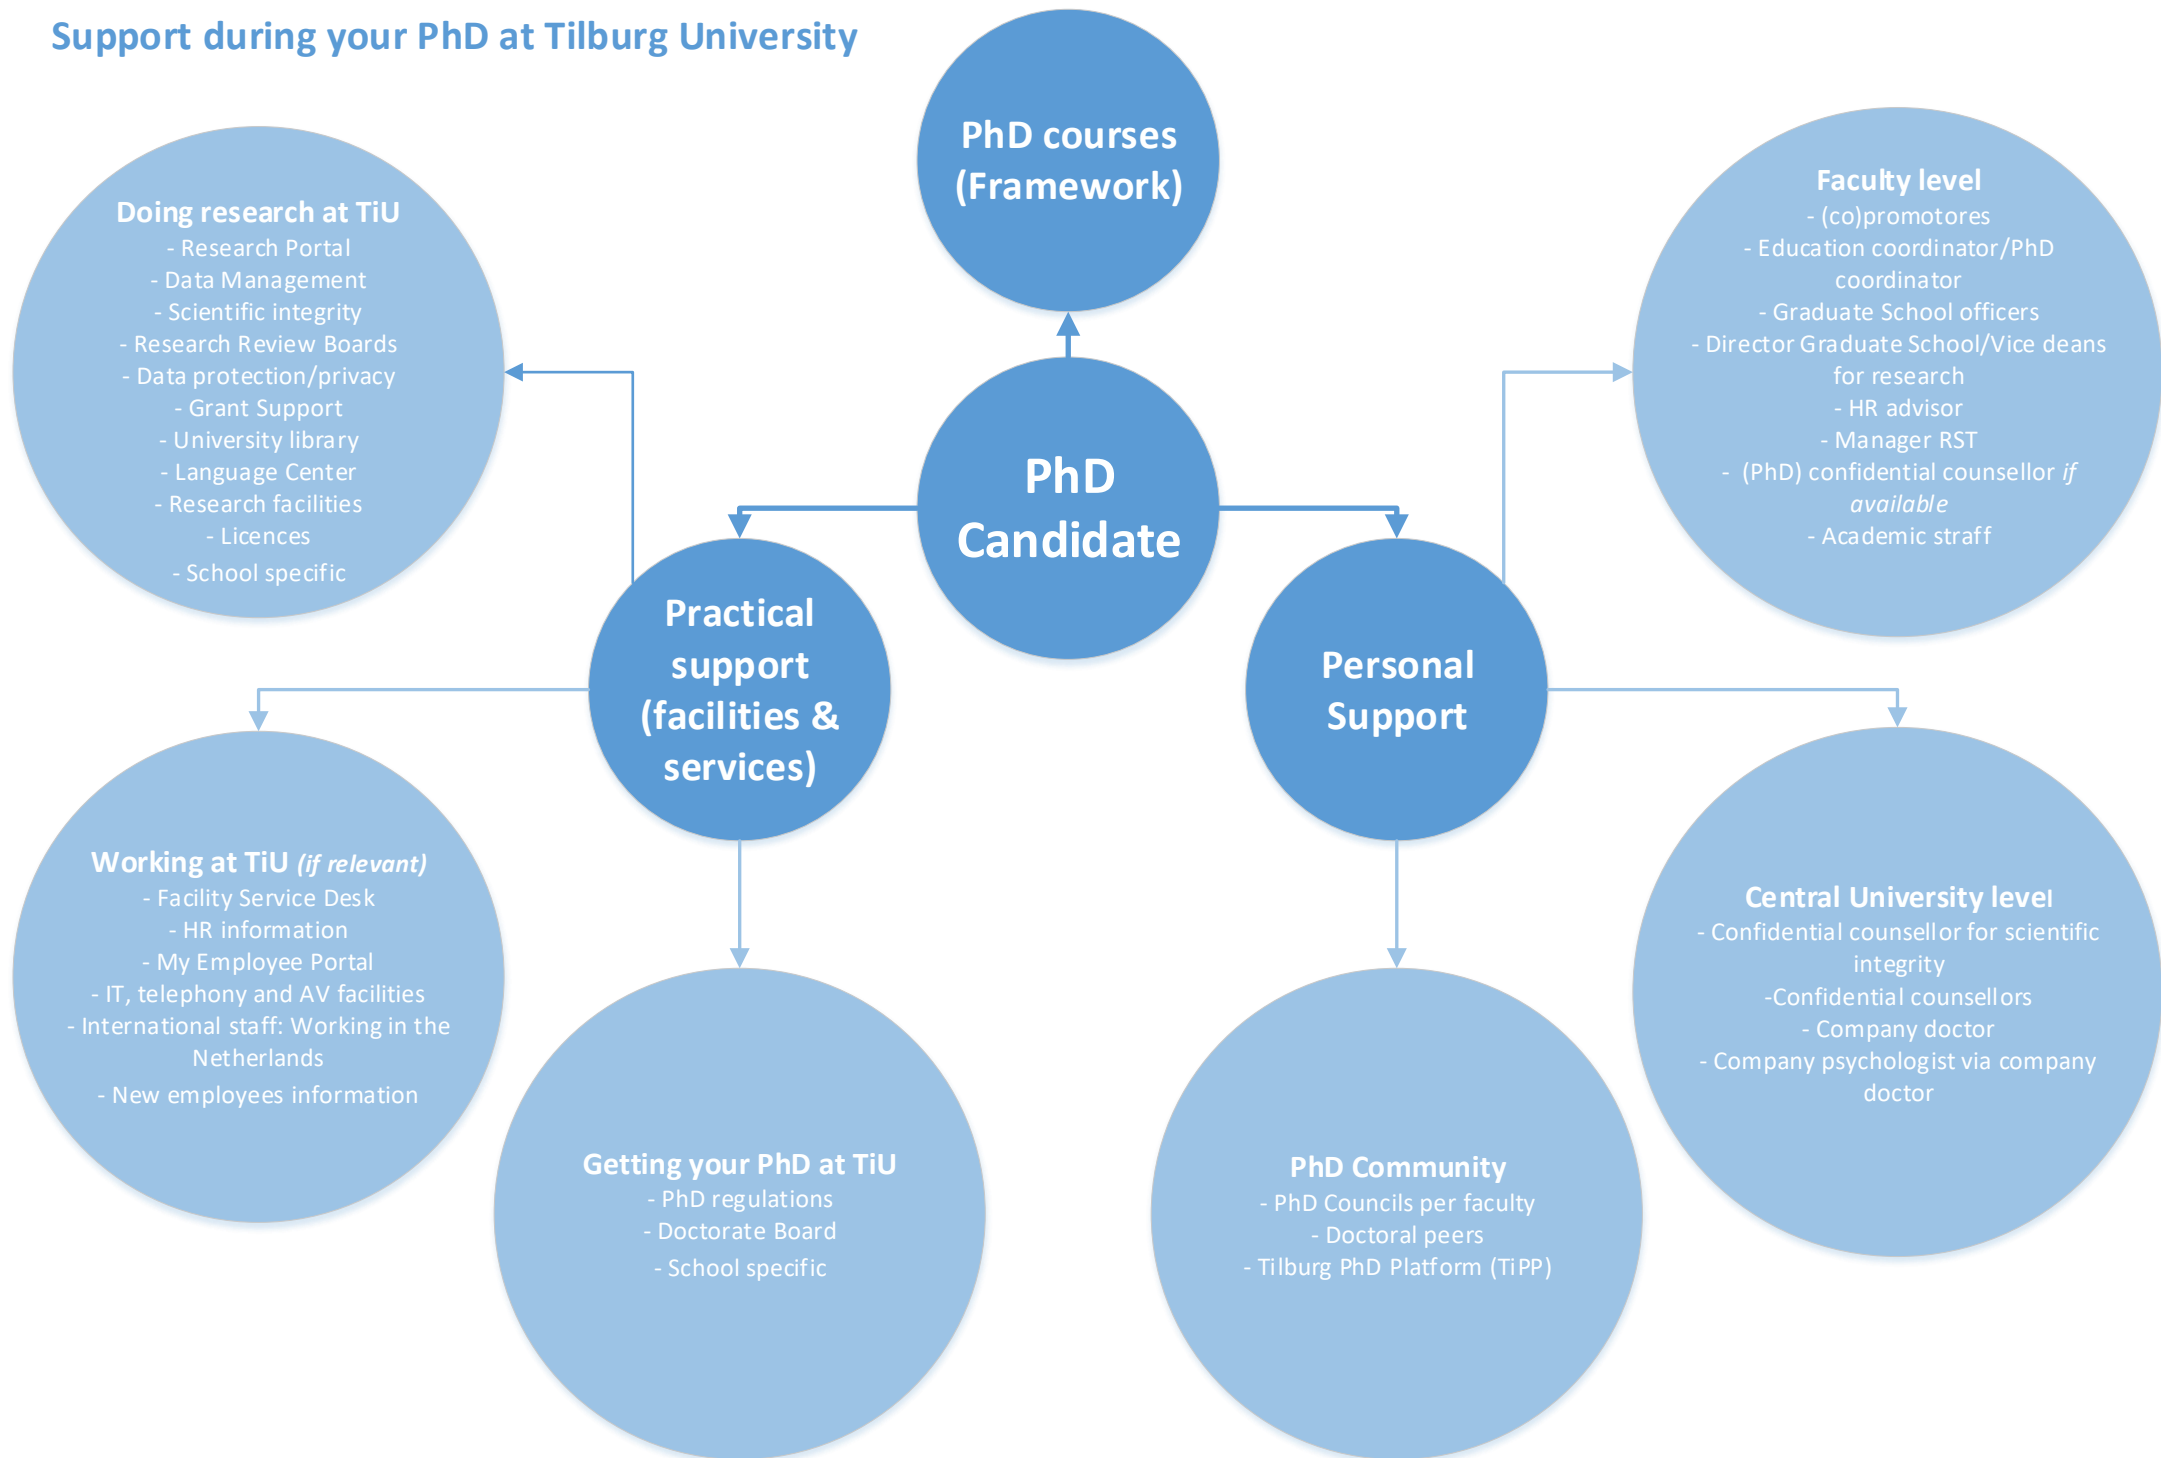 Support during your PhD at Tilburg University
PhD courses
(Framework)
Doing research at TiU
- Research Portal
- Data Management
- Scientific integrity
- Research Review Boards
- Data protection/privacy
- Grant Support
- University library
- Language Center
- Research facilities
- Licences
- School specific
Faculty level
- (co)promotores
- Education coordinator/PhD
coordinator
- Graduate School officers
- Director Graduate School/Vice deans
for research
- HR advisor
- Manager RST
- (PhD) confidential counsellor if
available
- Academic straff
PhD
Candidate
Practical
support
(facilities &
services)
Personal
Support
Working at TiU (if relevant)
- Facility Service Desk
- HR information
- My Employee Portal
- IT, telephony and AV facilities
- International staff: Working in the
Netherlands
- New employees information
Central University level
- Confidential counsellor for scientific
integrity
-Confidential counsellors
- Company doctor
- Company psychologist via company
doctor
Getting your PhD at TiU
- PhD regulations
- Doctorate Board
- School specific
PhD Community
- PhD Councils per faculty
- Doctoral peers
- Tilburg PhD Platform (TiPP)